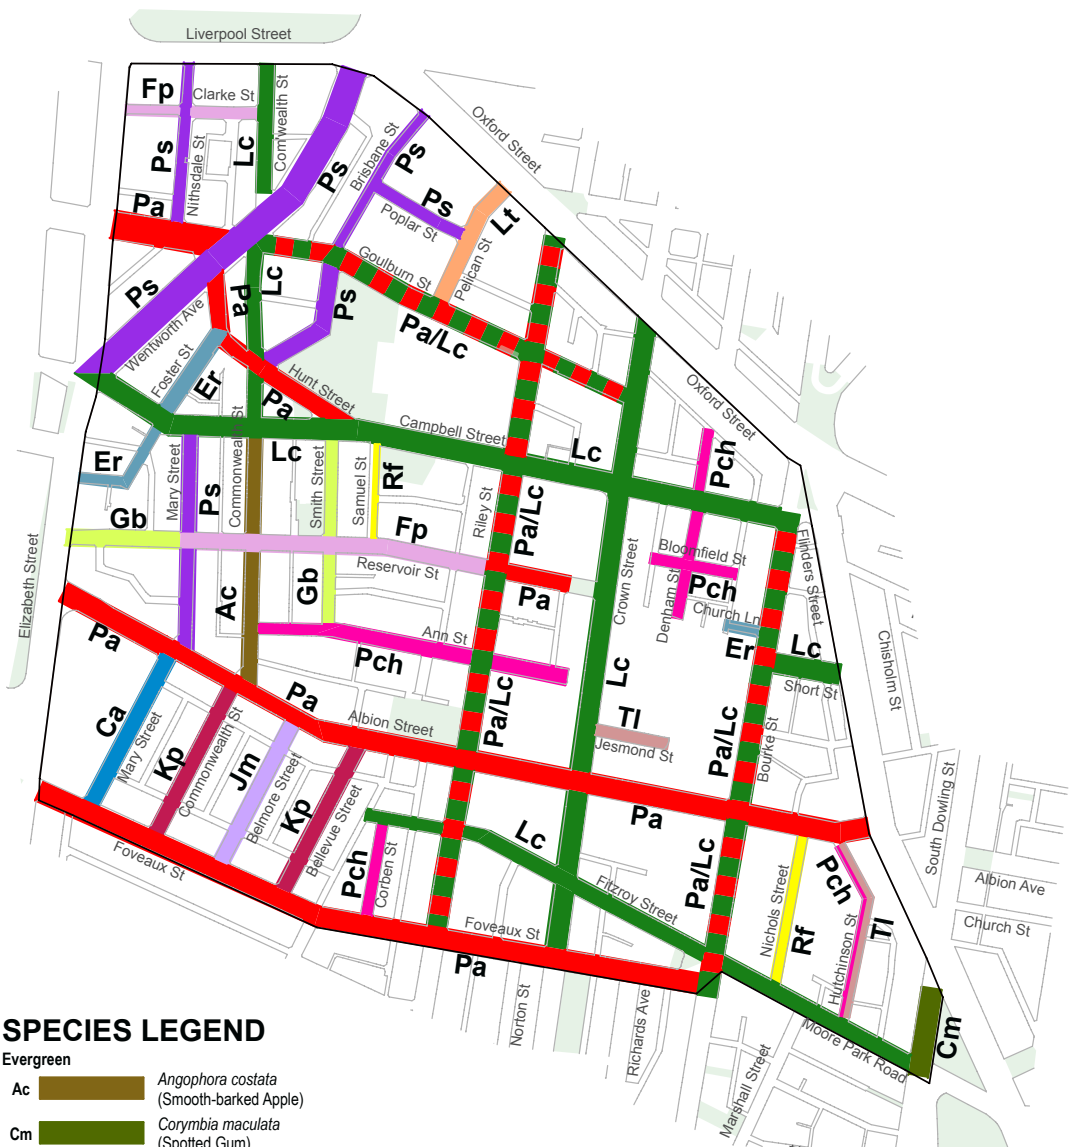 Liverpool Street
Fp
Clarke St
Ps
Nithsdale St
Lc
Com'wealth St
Ps
Brisbane St
Ps
Oxford Street
Pa
Ps
Poplar St
Lt
Pelican St
Goulburn St
Ps
Wentworth Ave
Pa
Lc
Ps
Pa/Lc
Foster St
Er
Hunt Street
Pa
Oxford Street
Campbell Street
Lc
Lc
Pch
Er
Mary Street
Ps
Commonwealth St
Smith Street
Samuel St
Rf
Riley St
Pa/Lc
Gb
Fp
Reservoir St
Elizabeth Street
Ac
Gb
Pa
Crown Street
Bloomfield St
Pch
Denham St
Church Ln
Er
Flinders Street
Lc
Short St
Chisholm St
Pa
Ann St
Pch
Lc
Pa/Lc
Tl
Jesmond St
Pa/Lc
Bourke St
Pa
Albion Street
Ca
Mary Street
Kp
Commonwealth St
Jm
Belmore Street
Kp
Bellevue Street
Pa
South Dowling St
Foveaux St
Pch
Corben St
Lc
Fitzroy Street
Pa/Lc
Nichols Street
Rf
Pch
Tl
Hutchinson St
Albion Ave
Church St
Foveaux St
Pa
Norton St
Richards Ave
Marshall Street
Moore Park Road
Cm
SPECIES LEGEND
Evergreen
Ac
Angophora costata
(Smooth-barked Apple)
Cm
Corymbia maculata
(Spotted Gum)